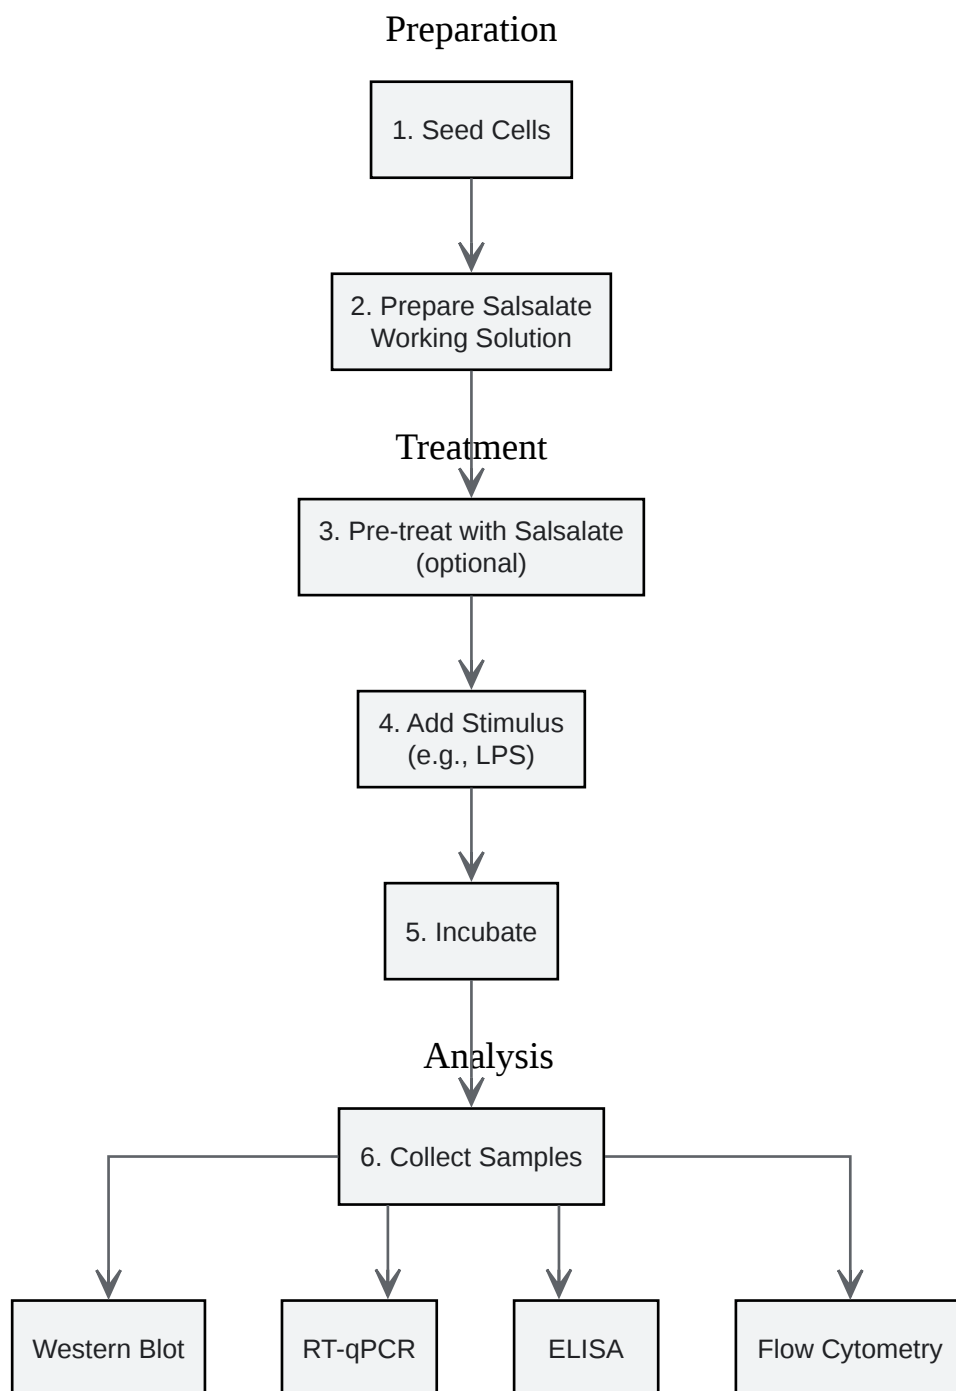 Preparation
1. Seed Cells
2. Prepare Salsalate
Working Solution
Treatment
3. Pre-treat with Salsalate
(optional)
4. Add Stimulus
(e.g., LPS)
5. Incubate
Analysis
6. Collect Samples
Western Blot
RT-qPCR
ELISA
Flow Cytometry